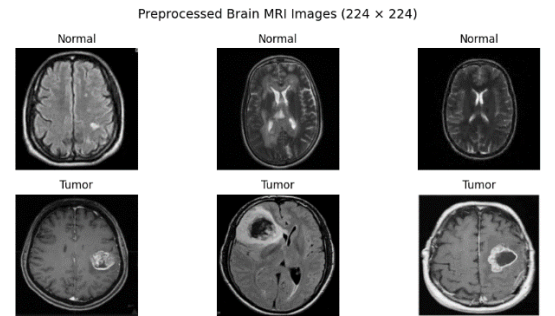 Preprocessed Brain MRI Images (224 × 224)
Normal
Normal
Normal
Tumor
Tumor
Tumor